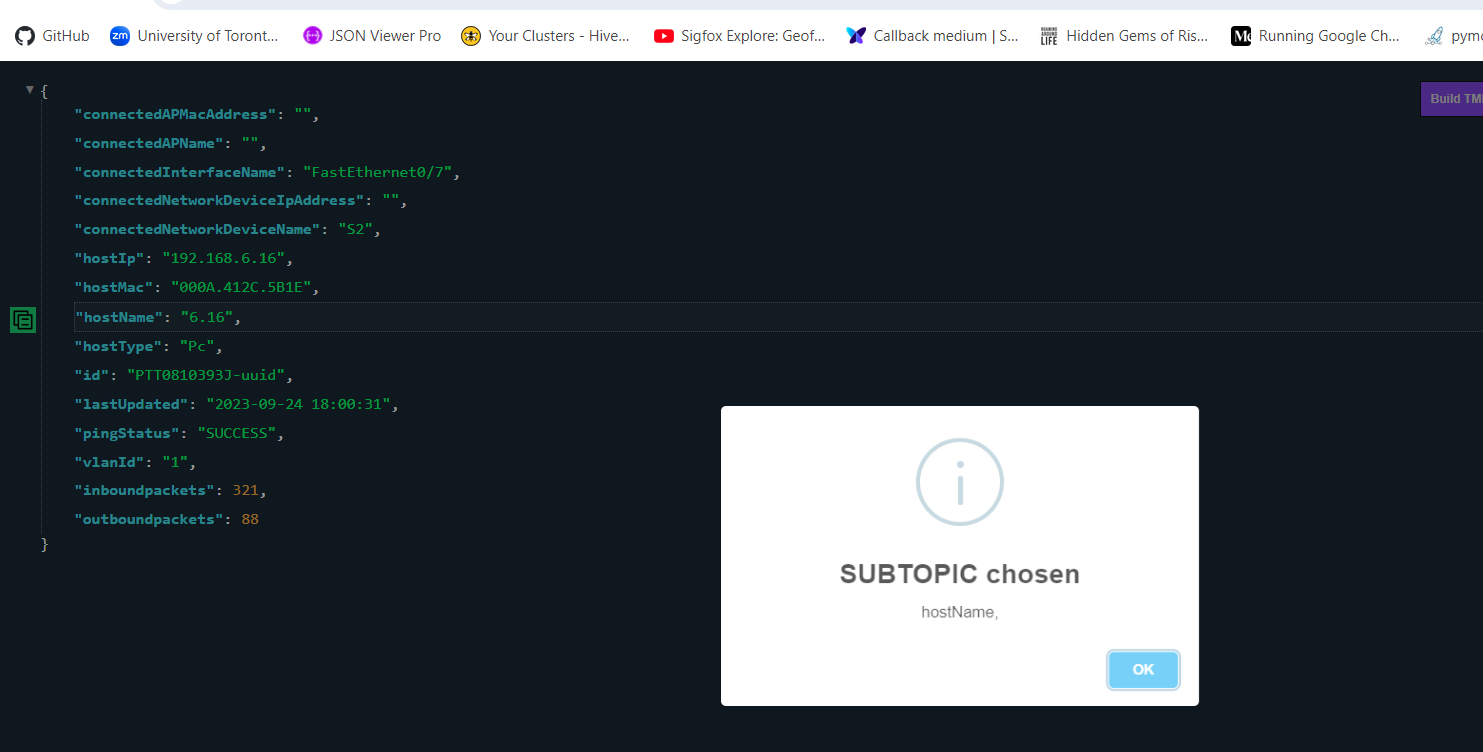 GitHub University of Toront... JSON Viewer Pro Your Clusters - Hive... Sigfox Explore: Geof... Callback medium | S... Hidden Gems of Ris... Running Google Ch... pymo
{
Build TM
"connectedAPMacAddress": "",
"connectedAPName": "",
"connectedInterfaceName": "FastEthernet0/7",
"connectedNetworkDeviceIpAddress": "",
"connectedNetworkDeviceName": "S2",
"hostIp": "192.168.6.16",
"hostMac": "000A.412C.5B1E",
"hostName": "6.16",
"hostType": "Pc",
"id": "PTT0810393J-uuid",
"lastUpdated": "2023-09-24 18:00:31",
"pingStatus": "SUCCESS",
"vlanId": "1",
"inboundpackets": 321,
"outboundpackets": 88
}
SUBTOPIC chosen
hostName,
OK